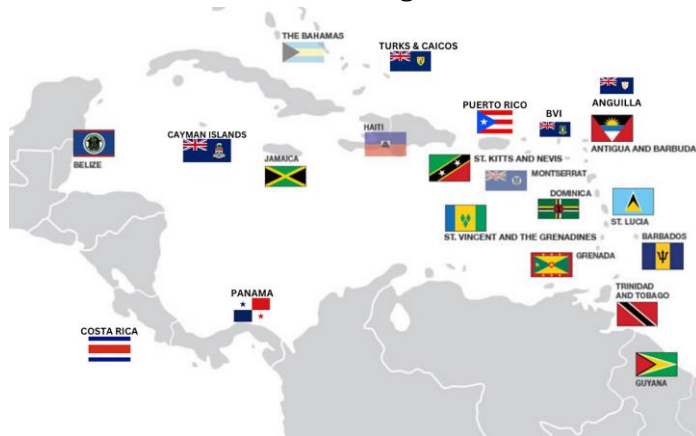 THE BAHAMAS
TURKS & CAICOS
ANGUILLA
PUERTO RICO
BVI
CAYMAN ISLANDS
HAITI
ANTIGUA AND BARBUDA
BELIZE
JAMAICA
ST. KITTS AND NEVIS
MONTSERRAT
DOMINICA
ST. LUCIA
ST. VINCENT AND THE GRENADINES
BARBADOS
GRENADA
PANAMA
TRINIDAD
AND TOBAGO
COSTA RICA
GUYANA